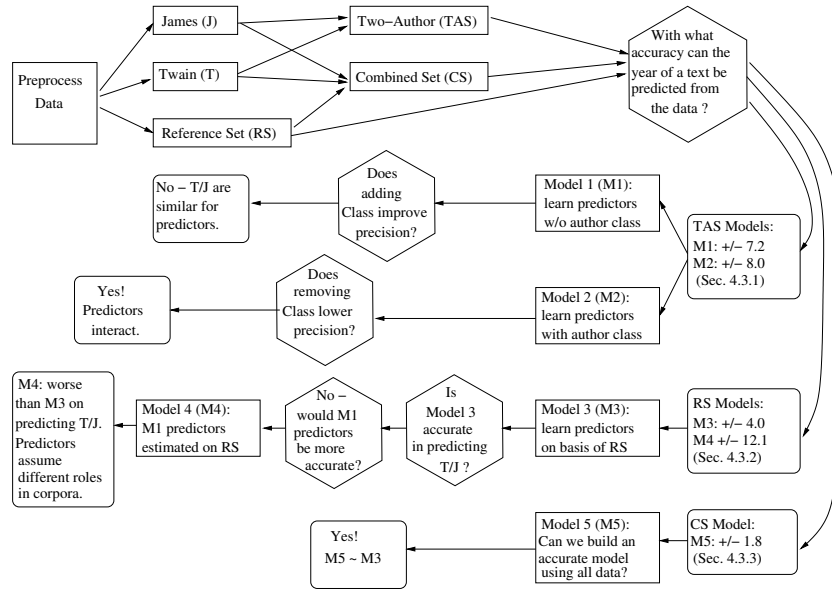 James (J)
Two−Author (TAS)
With what
accuracy can the
year of a text be
predicted from
the data ?
Preprocess
Data
Twain (T)
Combined Set (CS)
Reference Set (RS)
No − T/J are
similar for
predictors.
Does
adding
Class improve
precision?
Model 1 (M1):
learn predictors
w/o author class
TAS Models:
M1: +/− 7.2
M2: +/− 8.0
(Sec. 4.3.1)
Yes!
Predictors
interact.
Does
removing
Class lower
precision?
Model 2 (M2):
learn predictors
with author class
M4: worse
than M3 on
predicting T/J.
Predictors
assume
different roles
in corpora.
Model 4 (M4):
M1 predictors
estimated on RS
No −
would M1
predictors
be more
accurate?
Is
Model 3
accurate
in predicting
T/J ?
Model 3 (M3):
learn predictors
on basis of RS
RS Models:
M3: +/− 4.0
M4 +/− 12.1
(Sec. 4.3.2)
Yes!
M5 ~ M3
Model 5 (M5):
Can we build an
accurate model
using all data?
CS Model:
M5: +/− 1.8
(Sec. 4.3.3)